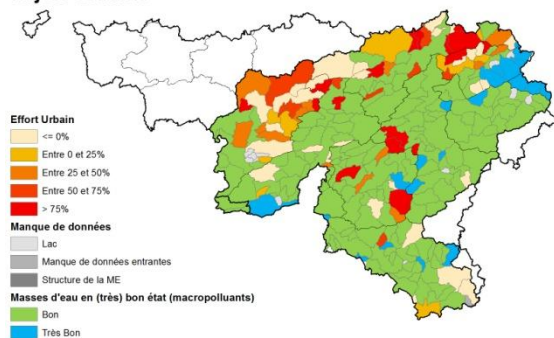 Effort Urbain
<= 0%
Entre 0 et 25%
Entre 25 et 50%
Entre 50 et 75%
> 75%
Manque de données
Lac
Manque de données entrantes
Structure de la ME
Masses d'eau en (très) bon état (macropolluants)
Bon
Très Bon